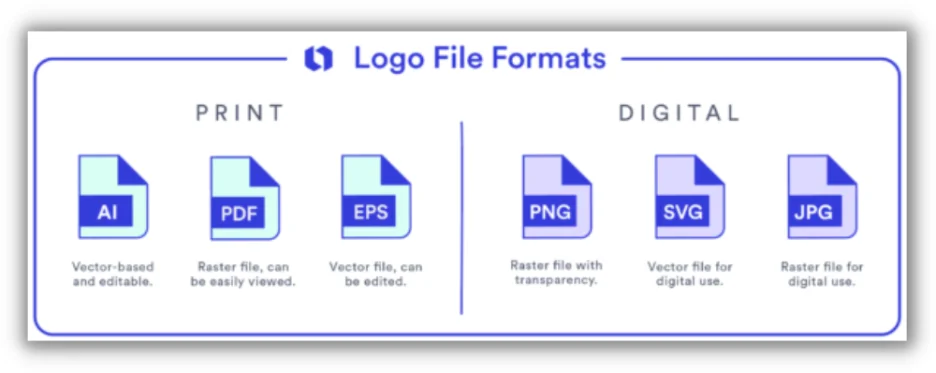 Logo File Formats
PRINT
DIGITAL
AI
PDF
EPS
PNG
SVG
JPG
Vector-based
and editable.
Raster file, can
be easily viewed.
Vector file, can
be edited.
Raster file with
transparency.
Vector file for
digital use.
Raster file for
digital use.